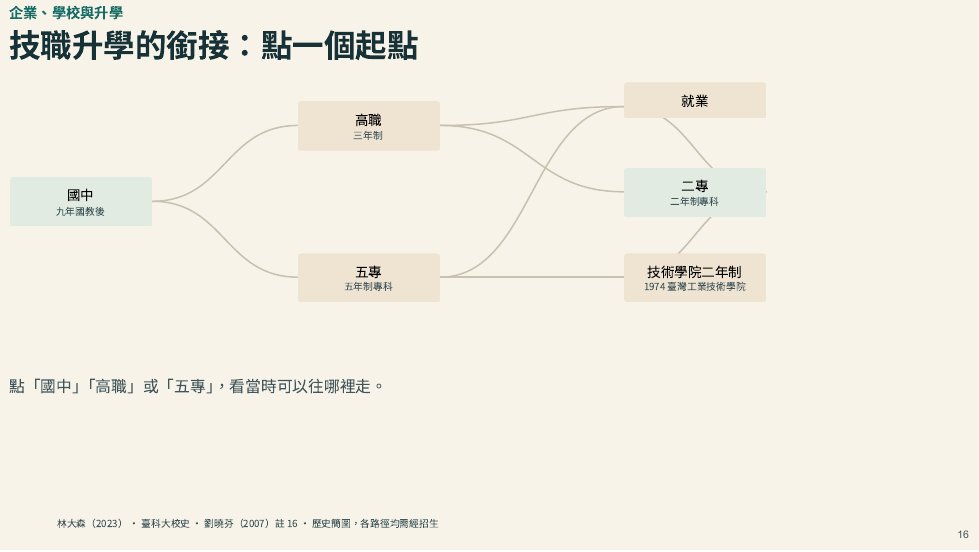 企業、學校與升學
技職升學的銜接：點一個起點
就業
高職
三年制
二專
二年制專科
國中
九年國教後
五專
五年制專科
技術學院二年制
1974 臺灣工業技術學院
點「國中」「高職」或「五專」，看當時可以往哪裡走。
林大森（2023）・臺科大校史・劉曉芬（2007）註 16・歷史簡圖，各路徑均需經招生
16